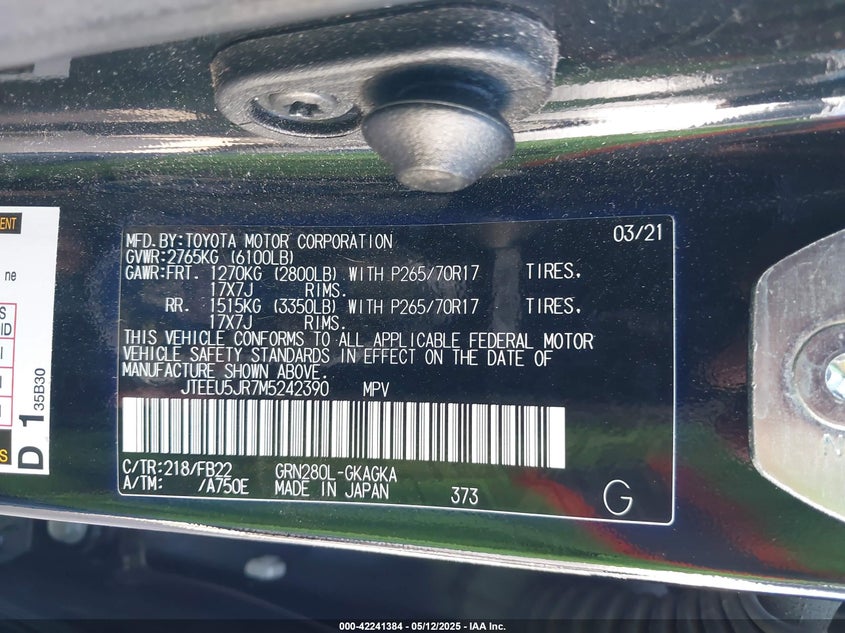 ENT
ne
S
ID
I
I
S
D 1
35B30
MFD.BY:TOYOTA MOTOR CORPORATION 03/21
GVWR:2765KG (6100LB)
GAWR:FRT. 1270KG (2800LB) WITH P265/70R17 TIRES,
17X7J RIMS.
RR. 1515KG (3350LB) WITH P265/70R17 TIRES,
17X7J RIMS.
THIS VEHICLE CONFORMS TO ALL APPLICABLE FEDERAL MOTOR
VEHICLE SAFETY STANDARDS IN EFFECT ON THE DATE OF
MANUFACTURE SHOWN ABOVE.
JTEEU5JR7M5242390 MPV
C/TR:218/FB22 GRN280L-GKAGKA
A/TM: /A750E MADE IN JAPAN 373 G
000-42241384 - 05/12/2025 - IAA Inc.